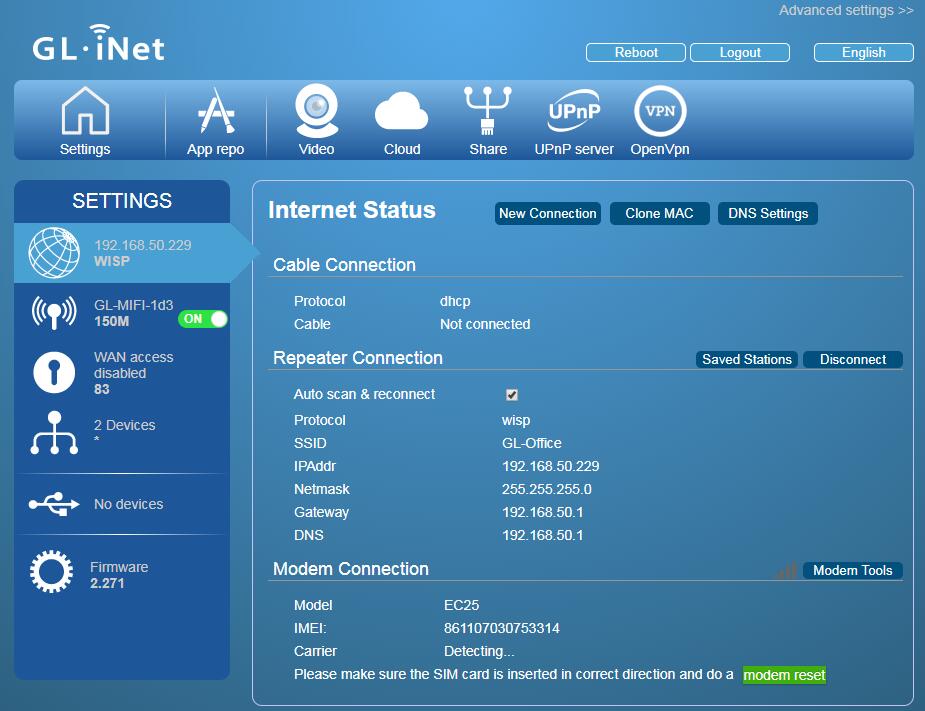 Advanced settings >>
GL·iNet
Reboot Logout English
Settings App repo Video Cloud Share UPnP UPnP server VPN OpenVpn
SETTINGS
192.168.50.229
WISP
GL-MIFI-1d3
150M ON
WAN access
disabled
83
2 Devices
*
No devices
Firmware
2.271
Internet Status New Connection Clone MAC DNS Settings
Cable Connection
Protocol dhcp
Cable Not connected
Repeater Connection Saved Stations Disconnect
Auto scan & reconnect
Protocol wisp
SSID GL-Office
IPAddr 192.168.50.229
Netmask 255.255.255.0
Gateway 192.168.50.1
DNS 192.168.50.1
Modem Connection Modem Tools
Model EC25
IMEI: 861107030753314
Carrier Detecting...
Please make sure the SIM card is inserted in correct direction and do a modem reset